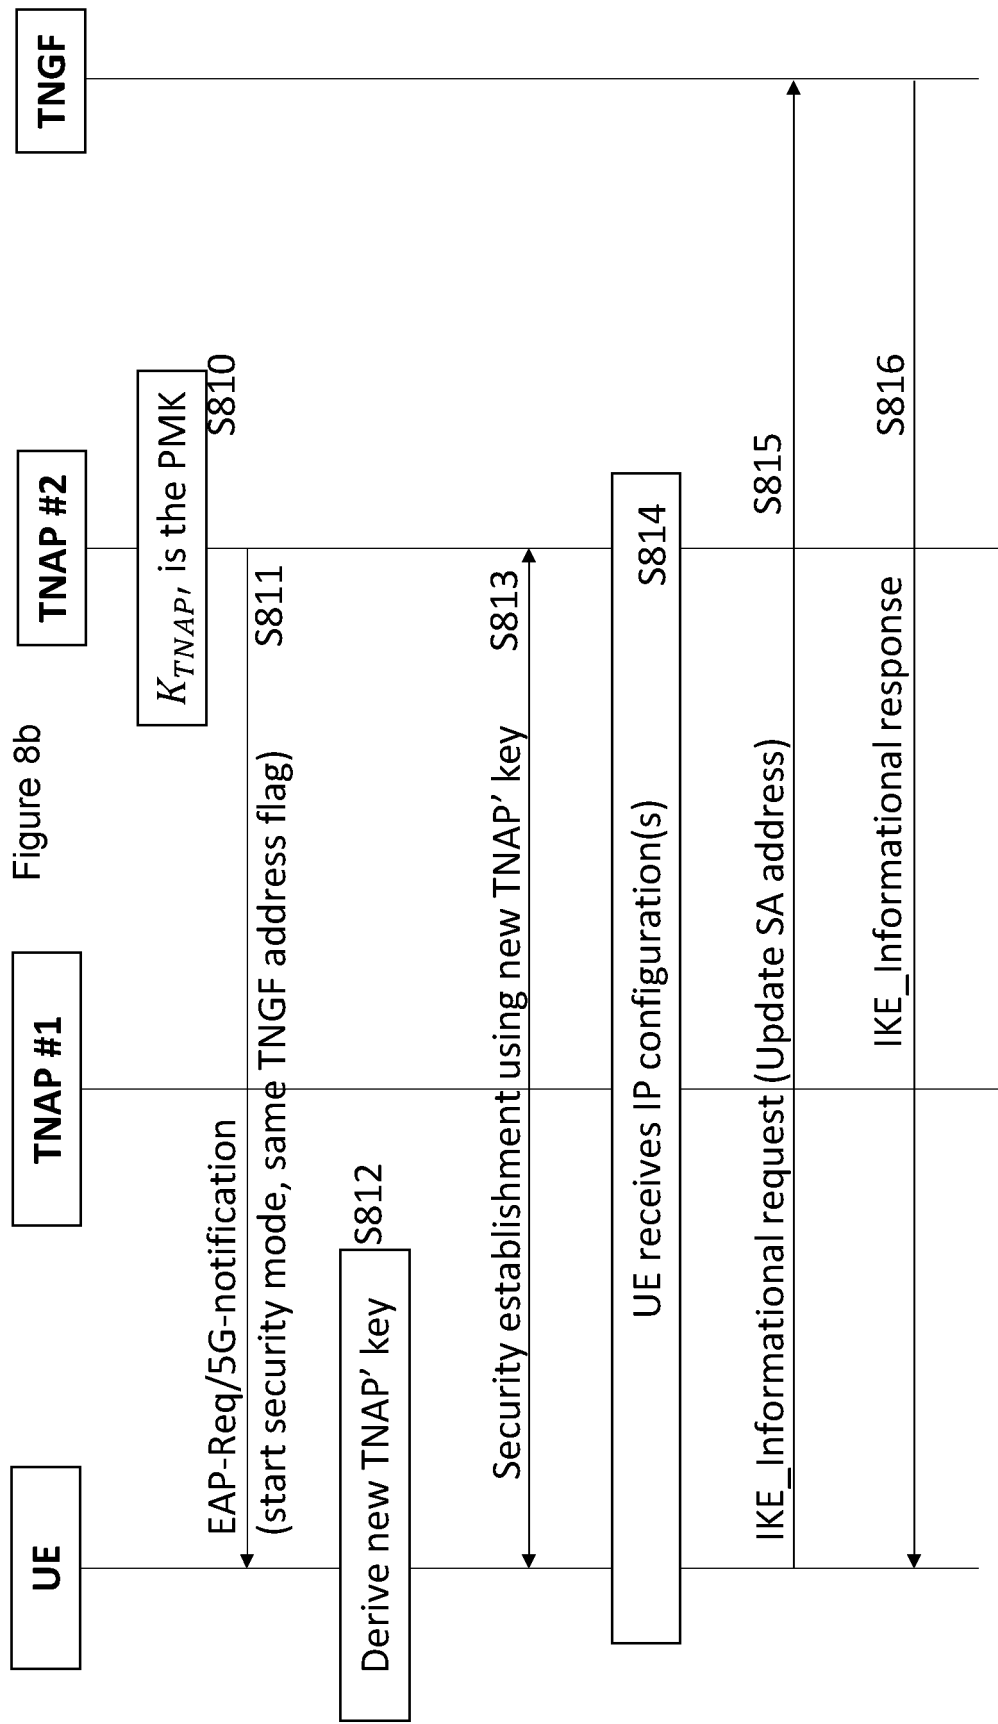 Figure 8b
UE
TNAP #1
TNAP #2
TNGF
K_TNAP′ is the PMK
S810
EAP-Req/5G-notification
(start security mode, same TNGF address flag)
S811
Derive new TNAP’ key
S812
Security establishment using new TNAP’ key
S813
UE receives IP configuration(s)
S814
IKE_Informational request (Update SA address)
S815
IKE_Informational response
S816